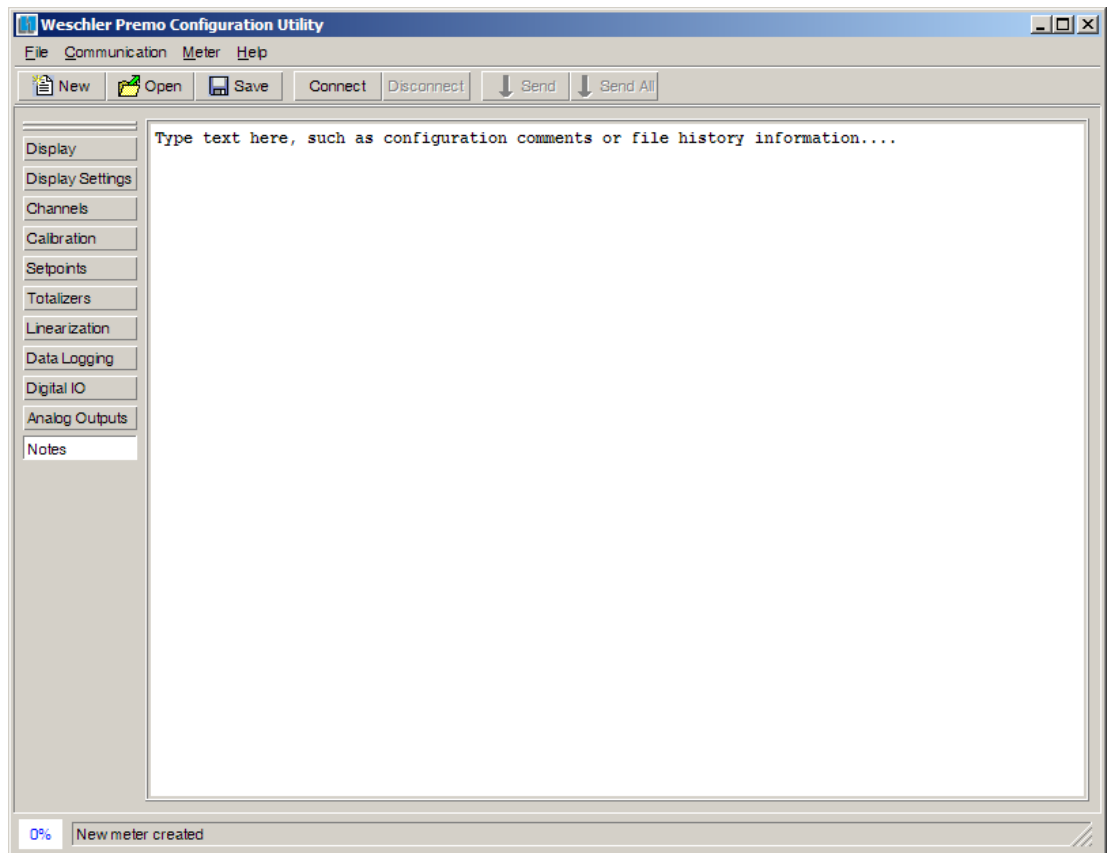 Weschler Premo Configuration Utility
File Communication Meter Help
New Open Save Connect Disconnect Send Send All
Type text here, such as configuration comments or file history information....
Display
Display Settings
Channels
Calibration
Setpoints
Totalizers
Linearization
Data Logging
Digital IO
Analog Outputs
Notes
0% New meter created